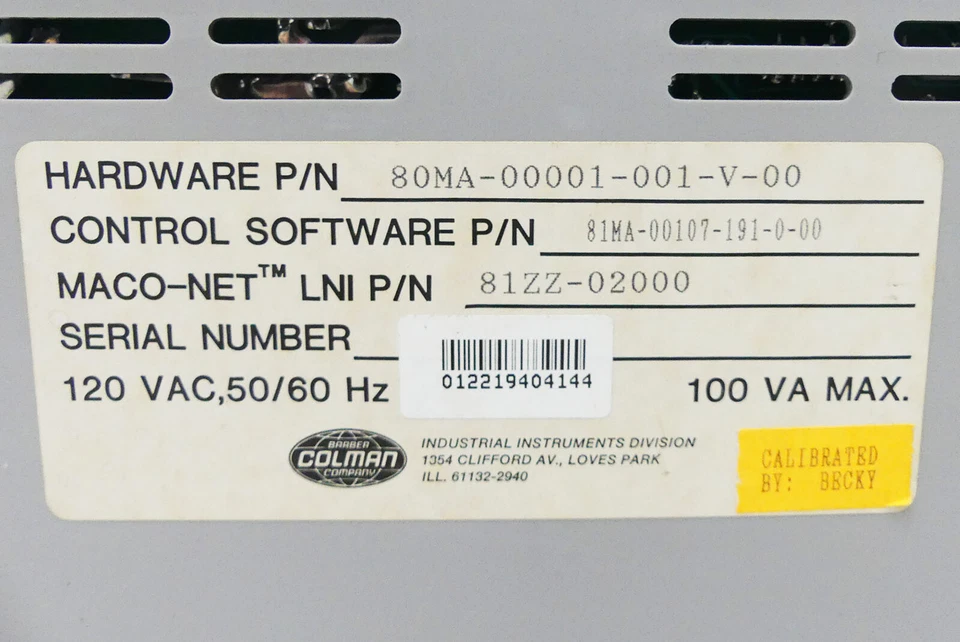 HARDWARE P/N 80MA-00001-001-V-00
CONTROL SOFTWARE P/N 81MA-00107-191-0-00
MACO-NET™ LNI P/N 81ZZ-02000
SERIAL NUMBER
012219404144
120 VAC,50/60 Hz 100 VA MAX.
BARBER
COLMAN
COMPANY
INDUSTRIAL INSTRUMENTS DIVISION
1354 CLIFFORD AV., LOVES PARK
ILL. 61132-2940
CALIBRATED
BY: BECKY